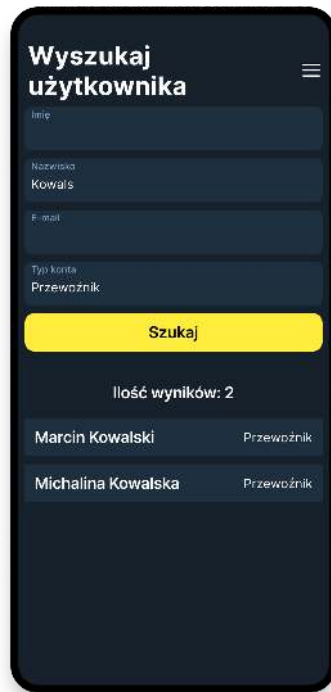 Wyszukaj
użytkownika
Imię
Nazwisko
Kowals
E-mail
Typ konta
Przewoźnik
Szukaj
Ilość wyników: 2
Marcin Kowalski Przewoźnik
Michalina Kowalska Przewoźnik